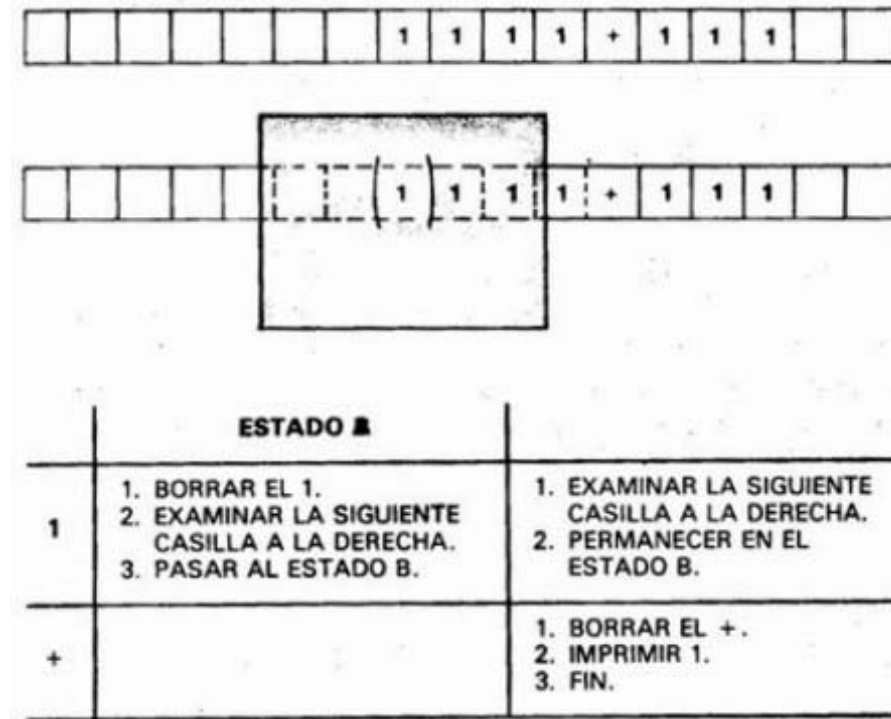 1 1 1 1 + 1 1 1
1 1 1 1 + 1 1 1
ESTADO
1
1. BORRAR EL 1.
2. EXAMINAR LA SIGUIENTE
CASILLA A LA DERECHA.
3. PASAR AL ESTADO B.
1. EXAMINAR LA SIGUIENTE
CASILLA A LA DERECHA.
2. PERMANECER EN EL
ESTADO B.
+
1. BORRAR EL +.
2. IMPRIMIR 1.
3. FIN.